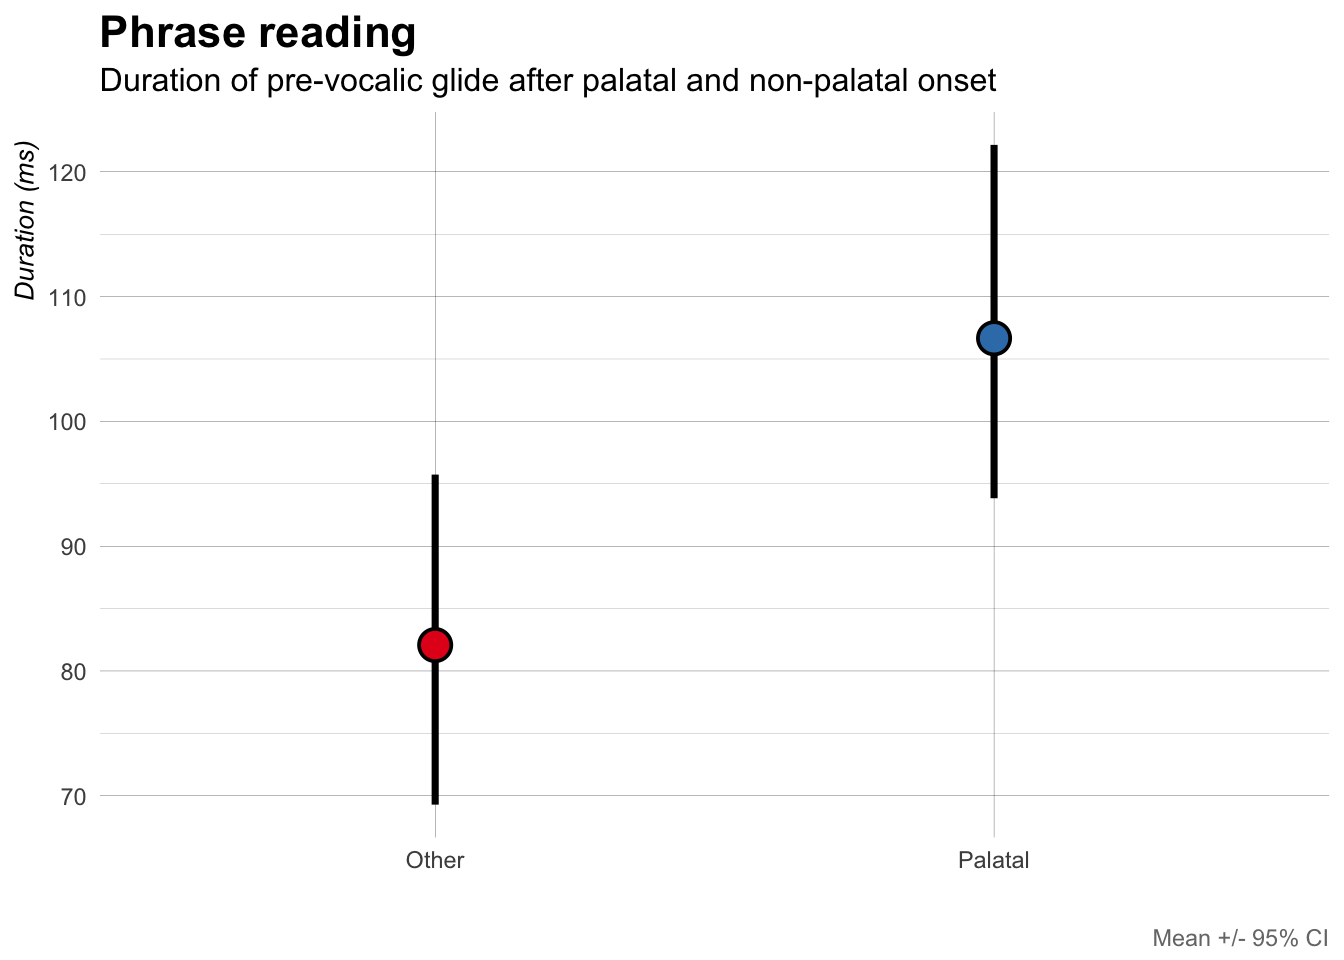 Phrase reading
Duration of pre-vocalic glide after palatal and non-palatal onset
Duration (ms)
120
110
100
90
80
70
Other
Palatal
Mean +/- 95% CI